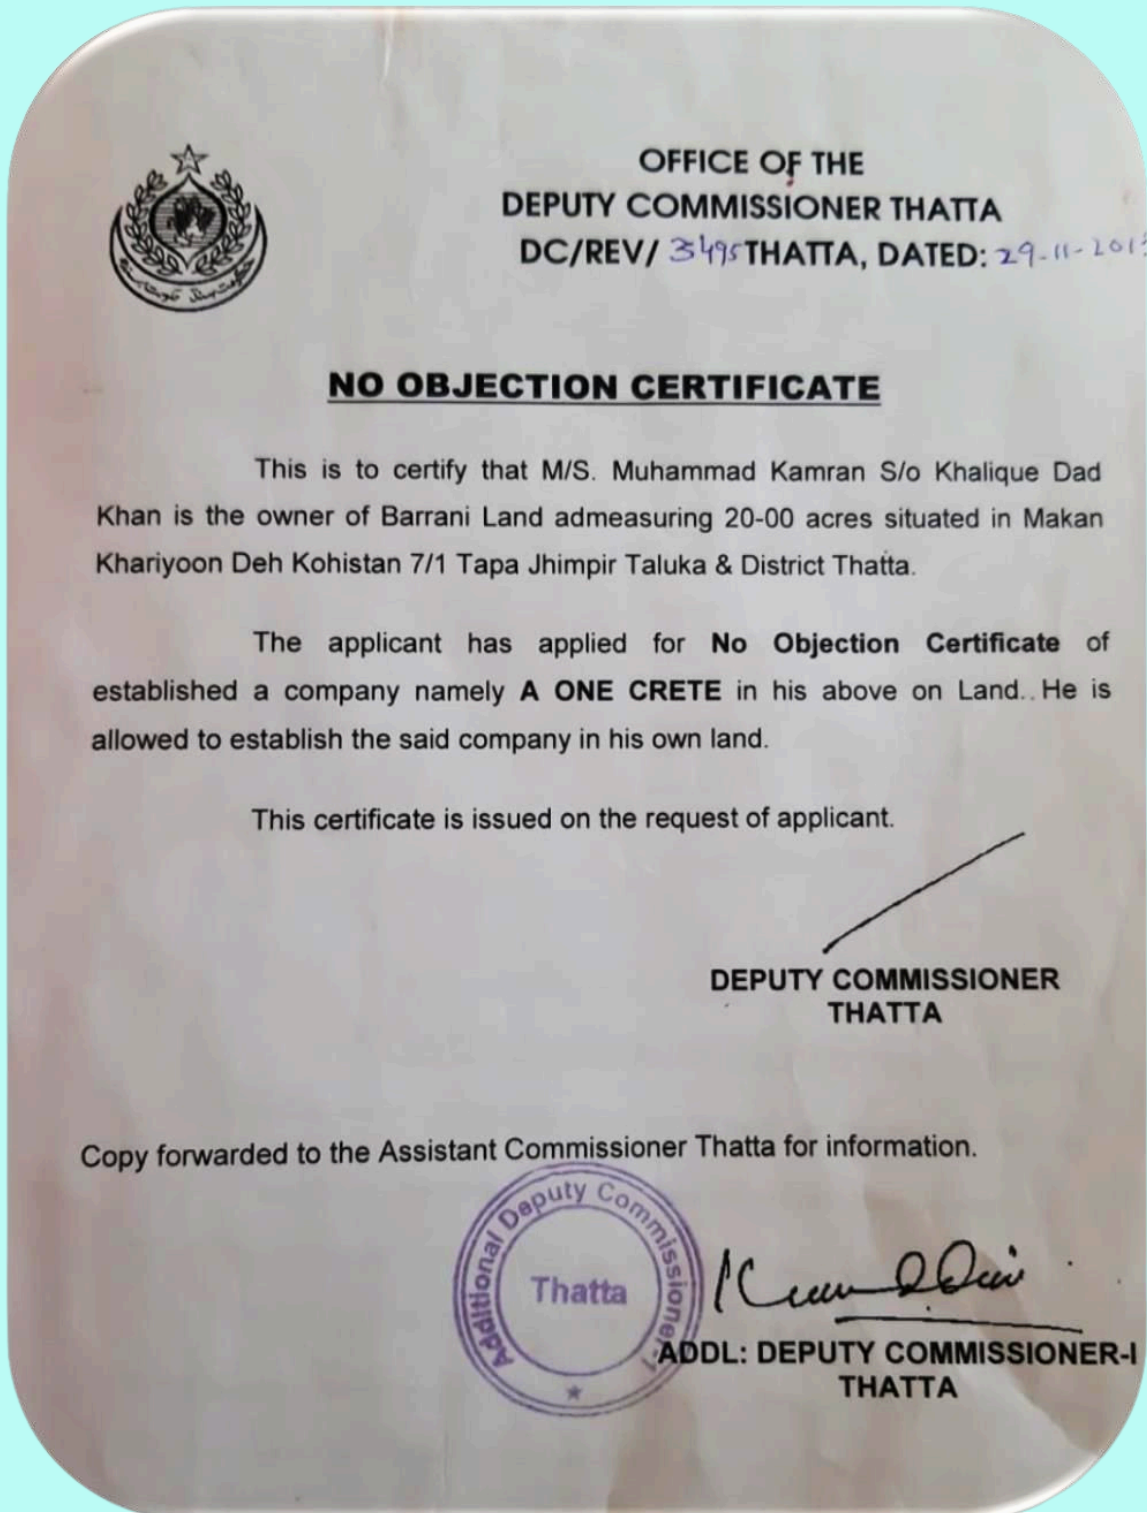 OFFICE OF THE
DEPUTY COMMISSIONER THATTA
DC/REV/ 3495 THATTA, DATED: 29-11-201
NO OBJECTION CERTIFICATE
This is to certify that M/S. Muhammad Kamran S/o Khalique Dad
Khan is the owner of Barrani Land admeasuring 20-00 acres situated in Makan
Khariyoon Deh Kohistan 7/1 Tapa Jhimpir Taluka & District Thatta.
The applicant has applied for No Objection Certificate of
established a company namely A ONE CRETE in his above on Land.. He is
allowed to establish the said company in his own land.
This certificate is issued on the request of applicant.
DEPUTY COMMISSIONER
THATTA
Copy forwarded to the Assistant Commissioner Thatta for information.
Additional Deputy Commissioner-1
Thatta
ADDL: DEPUTY COMMISSIONER-I
THATTA